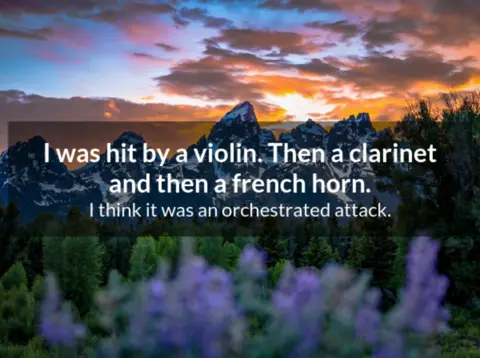 I was hit by a violin. Then a clarinet
and then a french horn.
I think it was an orchestrated attack.